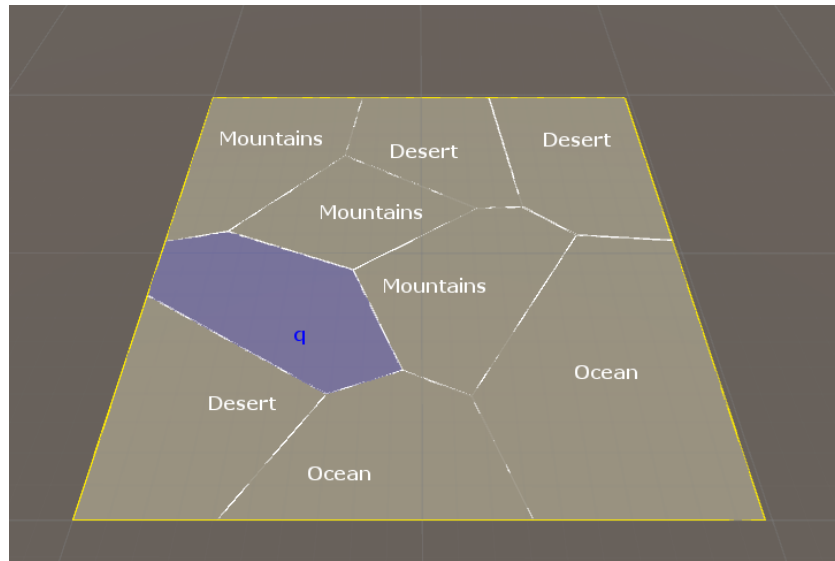 Mountains
Desert
Desert
Mountains
Mountains
q
Ocean
Desert
Ocean